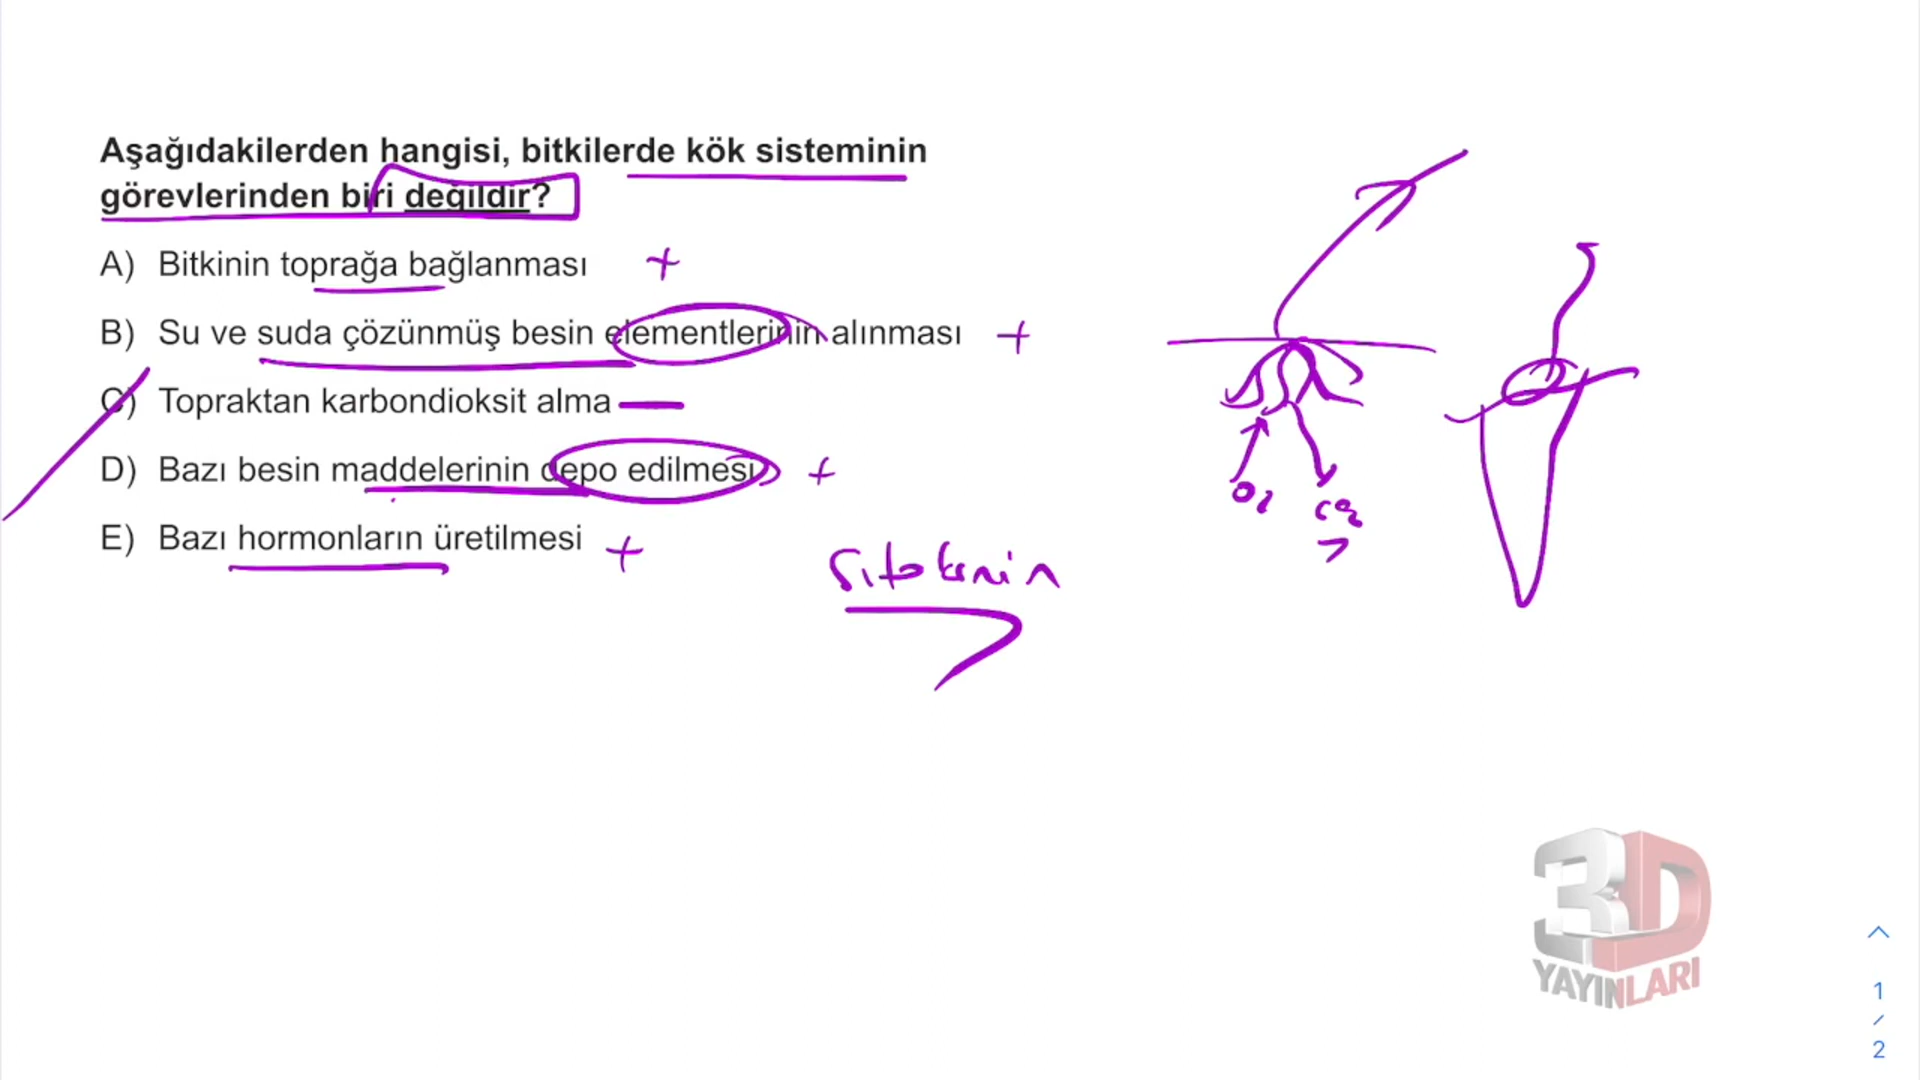 Aşağıdakilerden hangisi, bitkilerde kök sisteminin
görevlerinden biri değildir?
A) Bitkinin toprağa bağlanması +
B) Su ve suda çözünmüş besin elementlerinin alınması +
C) Topraktan karbondioksit alma —
D) Bazı besin maddelerinin depo edilmesi +
E) Bazı hormonların üretilmesi +
Sitokinin
O2
CO2
3D
YAYINLARI
1
/
2